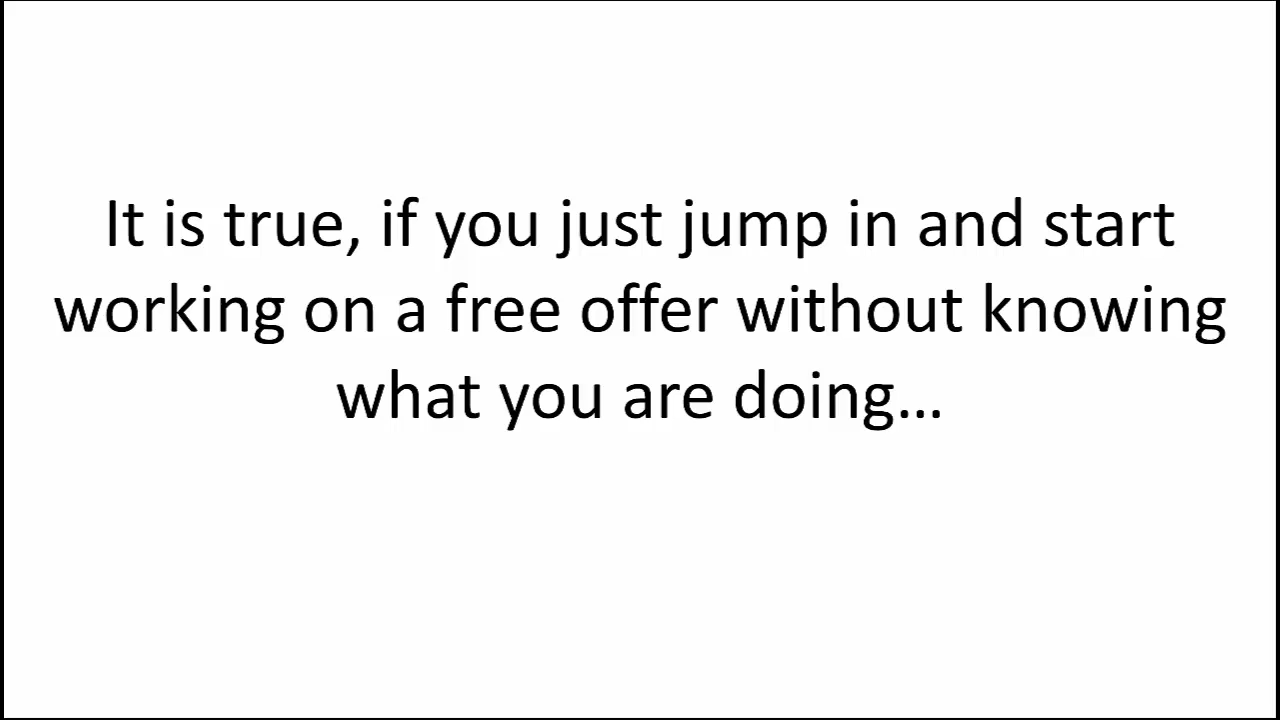 It is true, if you just jump in and start
working on a free offer without knowing
what you are doing...